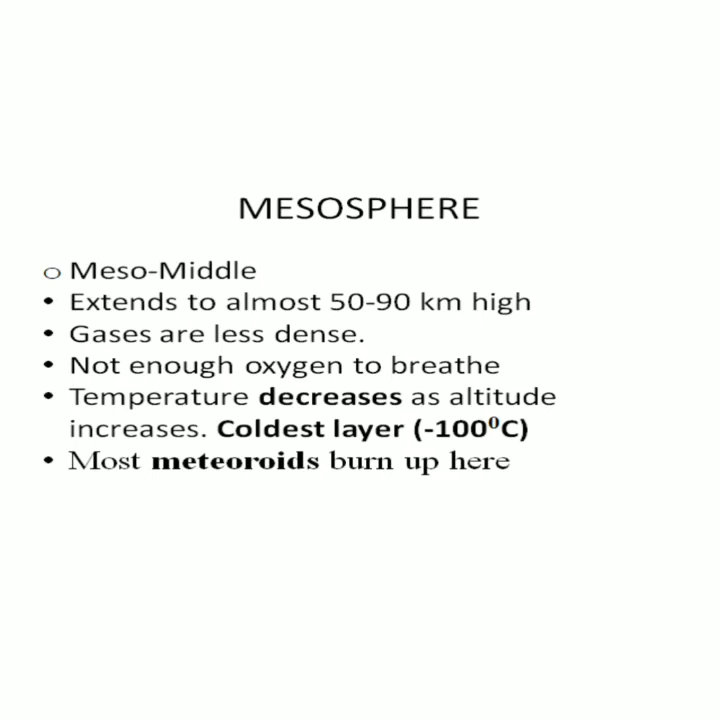 MESOSPHERE
o Meso-Middle
• Extends to almost 50-90 km high
• Gases are less dense.
• Not enough oxygen to breathe
• Temperature decreases as altitude
increases. Coldest layer (-100⁰C)
• Most meteoroids burn up here